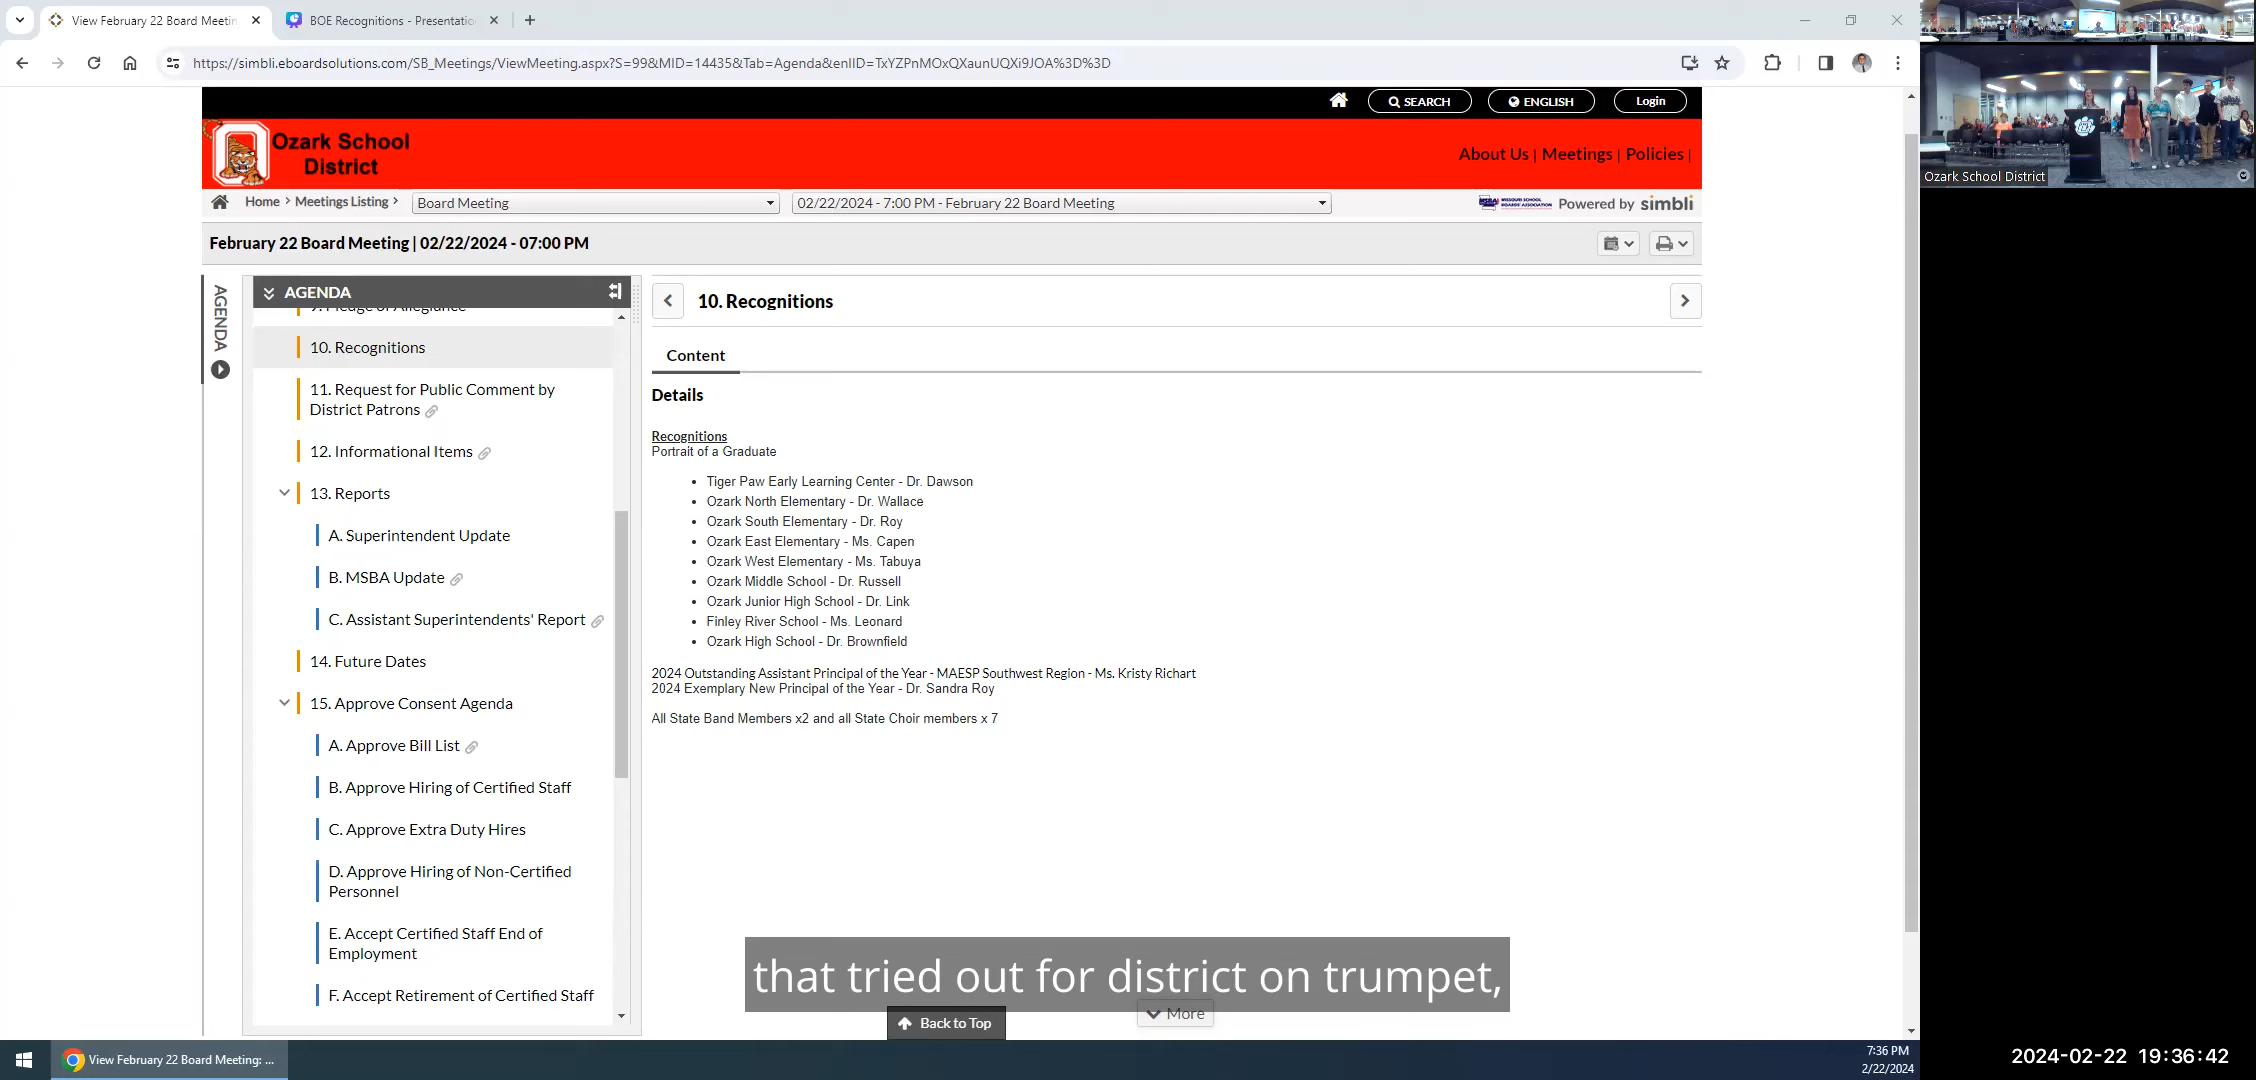 View February 22 Board Meetin
BOE Recognitions - Presentatio
https://simbli.eboardsolutions.com/SB_Meetings/ViewMeeting.aspx?S=99&MID=14435&Tab=Agenda&enIID=TxYZPnMOxQXaunUQXi9JOA%3D%3D
SEARCH
ENGLISH
Login
Ozark School
District
About Us | Meetings | Policies |
Home > Meetings Listing >
Board Meeting
02/22/2024 - 7:00 PM - February 22 Board Meeting
MSBA MISSOURI SCHOOL BOARDS' ASSOCIATION
Powered by simbli
February 22 Board Meeting | 02/22/2024 - 07:00 PM
AGENDA
AGENDA
9. Pledge of Allegiance
10. Recognitions
11. Request for Public Comment by
District Patrons
12. Informational Items
13. Reports
A. Superintendent Update
B. MSBA Update
C. Assistant Superintendents' Report
14. Future Dates
15. Approve Consent Agenda
A. Approve Bill List
B. Approve Hiring of Certified Staff
C. Approve Extra Duty Hires
D. Approve Hiring of Non-Certified
Personnel
E. Accept Certified Staff End of
Employment
F. Accept Retirement of Certified Staff
10. Recognitions
Content
Details
Recognitions
Portrait of a Graduate
• Tiger Paw Early Learning Center - Dr. Dawson
• Ozark North Elementary - Dr. Wallace
• Ozark South Elementary - Dr. Roy
• Ozark East Elementary - Ms. Capen
• Ozark West Elementary - Ms. Tabuya
• Ozark Middle School - Dr. Russell
• Ozark Junior High School - Dr. Link
• Finley River School - Ms. Leonard
• Ozark High School - Dr. Brownfield
2024 Outstanding Assistant Principal of the Year - MAESP Southwest Region - Ms. Kristy Richart
2024 Exemplary New Principal of the Year - Dr. Sandra Roy
All State Band Members x2 and all State Choir members x 7
that tried out for district on trumpet,
Back to Top
More
View February 22 Board Meeting: ...
7:36 PM
2/22/2024
Ozark School District
2024-02-22 19:36:42